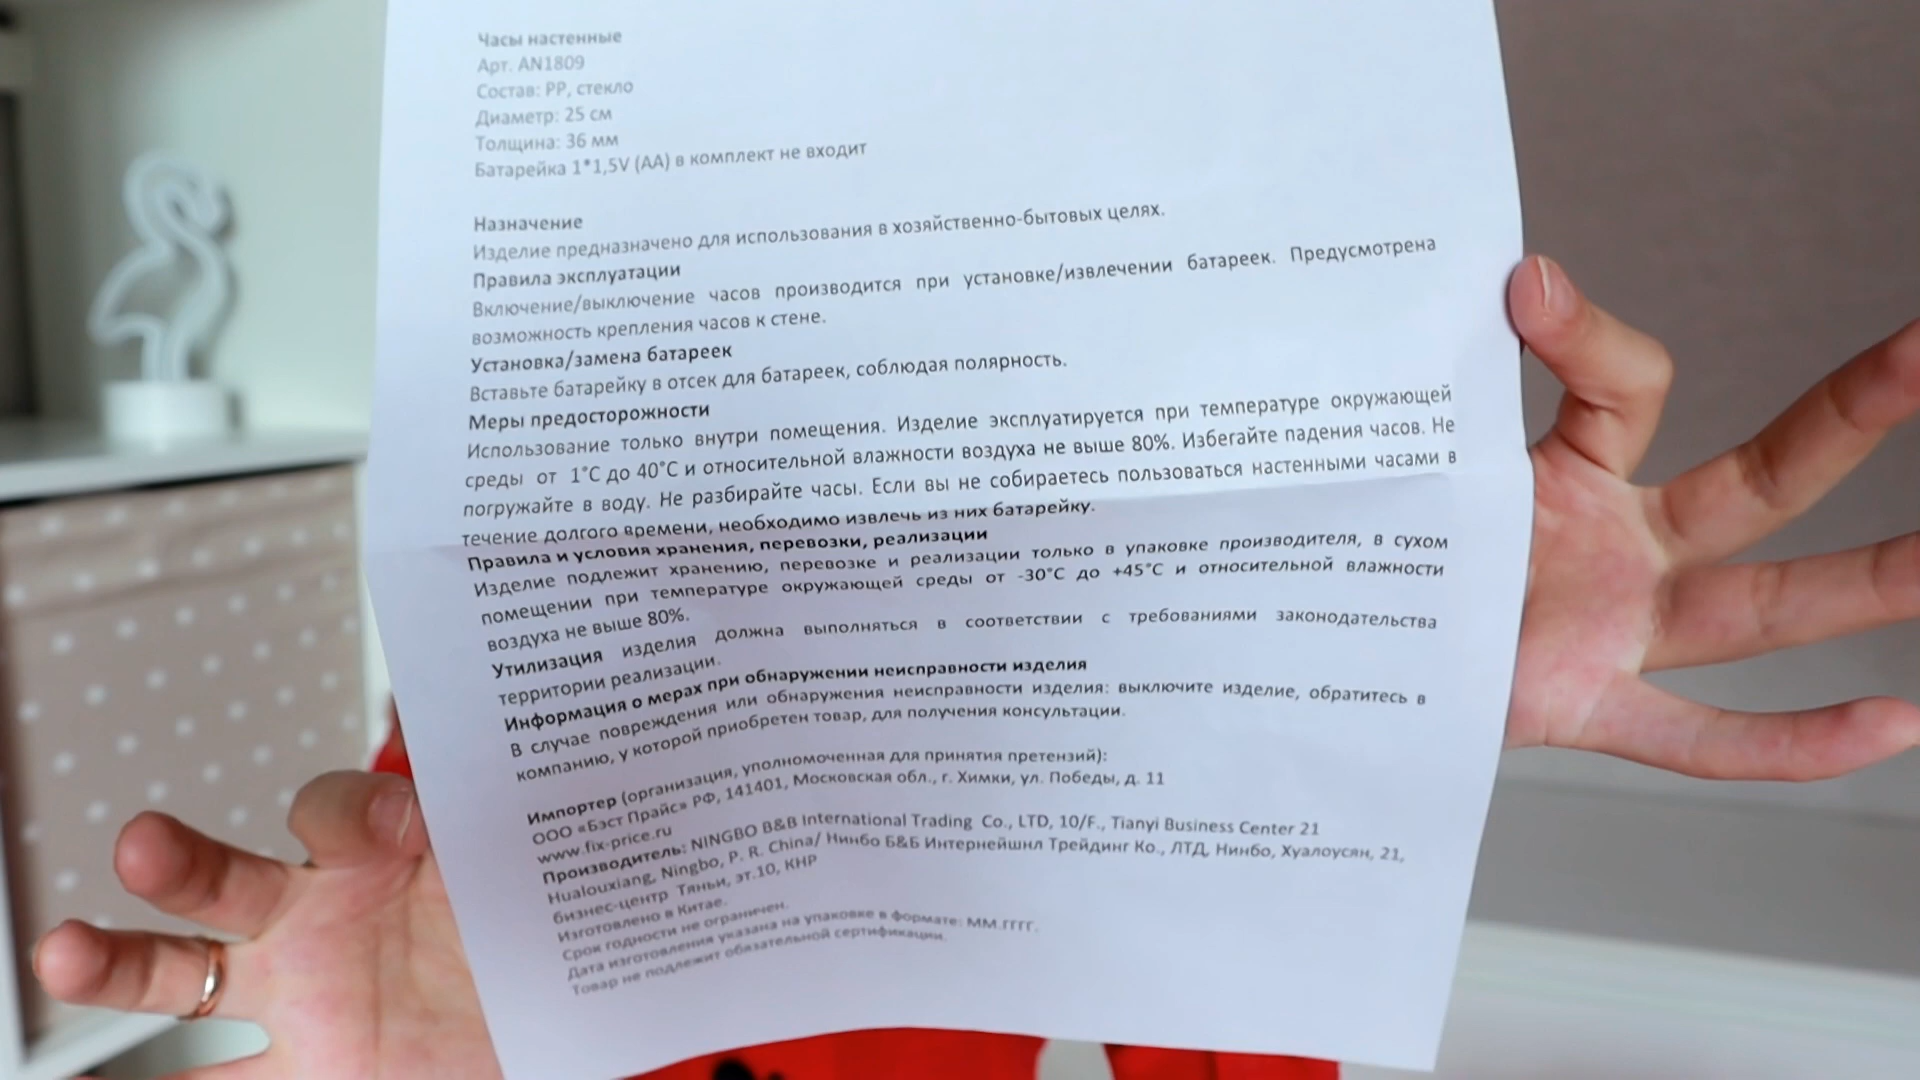 Часы настенные
Арт. AN1809
Состав: PP, стекло
Диаметр: 25 см
Толщина: 36 мм
Батарейка 1*1,5V (AA) в комплект не входит
Назначение
Изделие предназначено для использования в хозяйственно-бытовых целях.
Правила эксплуатации
Включение/выключение часов производится при установке/извлечении батареек. Предусмотрена
возможность крепления часов к стене.
Установка/замена батареек
Вставьте батарейку в отсек для батареек, соблюдая полярность.
Меры предосторожности
Использование только внутри помещения. Изделие эксплуатируется при температуре окружающей
среды от 1°C до 40°C и относительной влажности воздуха не выше 80%. Избегайте падения часов. Не
погружайте в воду. Не разбирайте часы. Если вы не собираетесь пользоваться настенными часами в
течение долгого времени, необходимо извлечь из них батарейку.
Правила и условия хранения, перевозки, реализации
Изделие подлежит хранению, перевозке и реализации только в упаковке производителя, в сухом
помещении при температуре окружающей среды от -30°C до +45°C и относительной влажности
воздуха не выше 80%.
Утилизация изделия должна выполняться в соответствии с требованиями законодательства
территории реализации.
Информация о мерах при обнаружении неисправности изделия
В случае повреждения или обнаружения неисправности изделия: выключите изделие, обратитесь в
компанию, у которой приобретен товар, для получения консультации.
Импортер (организация, уполномоченная для принятия претензий):
ООО «Бэст Прайс» РФ, 141401, Московская обл., г. Химки, ул. Победы, д. 11
www.fix-price.ru
Производитель: NINGBO B&B International Trading Co., LTD, 10/F., Tianyi Business Center 21
Hualouxiang, Ningbo, P. R. China/ Нинбо Б&Б Интернейшнл Трейдинг Ко., ЛТД, Нинбо, Хуалоусян, 21,
бизнес-центр Тяньи, эт.10, КНР
Изготовлено в Китае.
Срок годности не ограничен.
Дата изготовления указана на упаковке в формате: ММ.гггг.
Товар не подлежит обязательной сертификации.